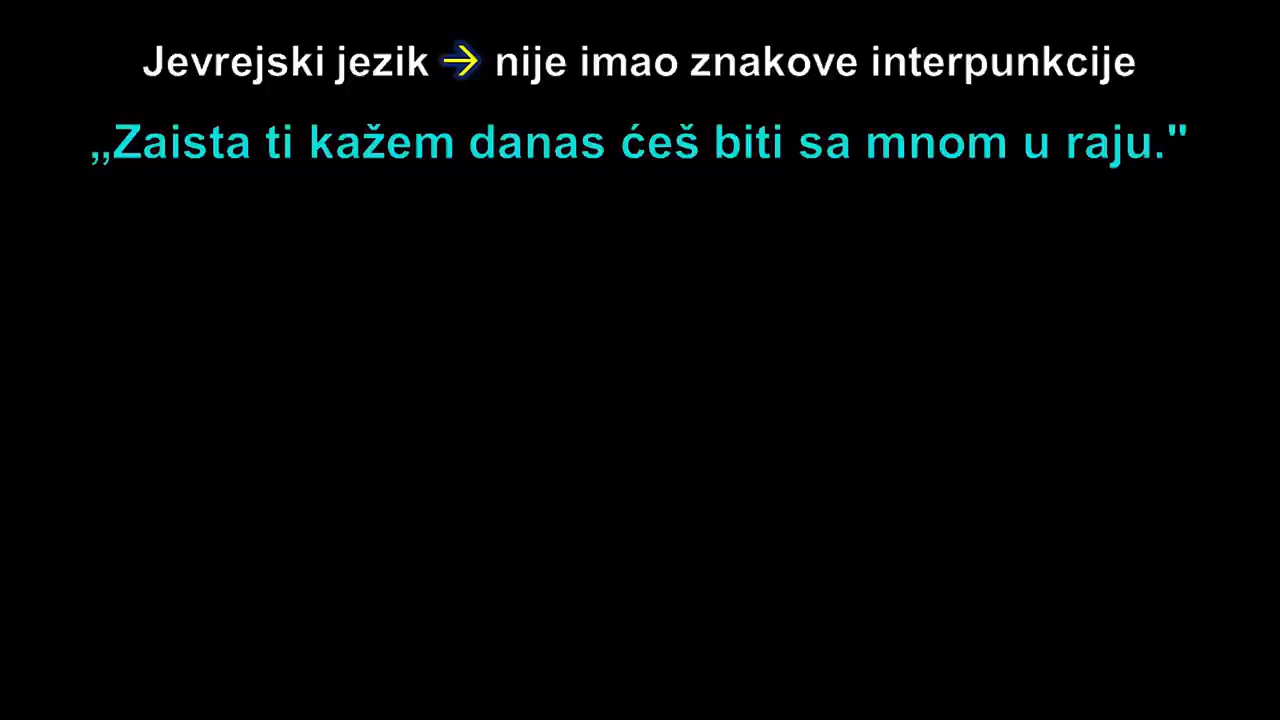 Jevrejski jezik → nije imao znakove interpunkcije
„Zaista ti kažem danas ćeš biti sa mnom u raju."